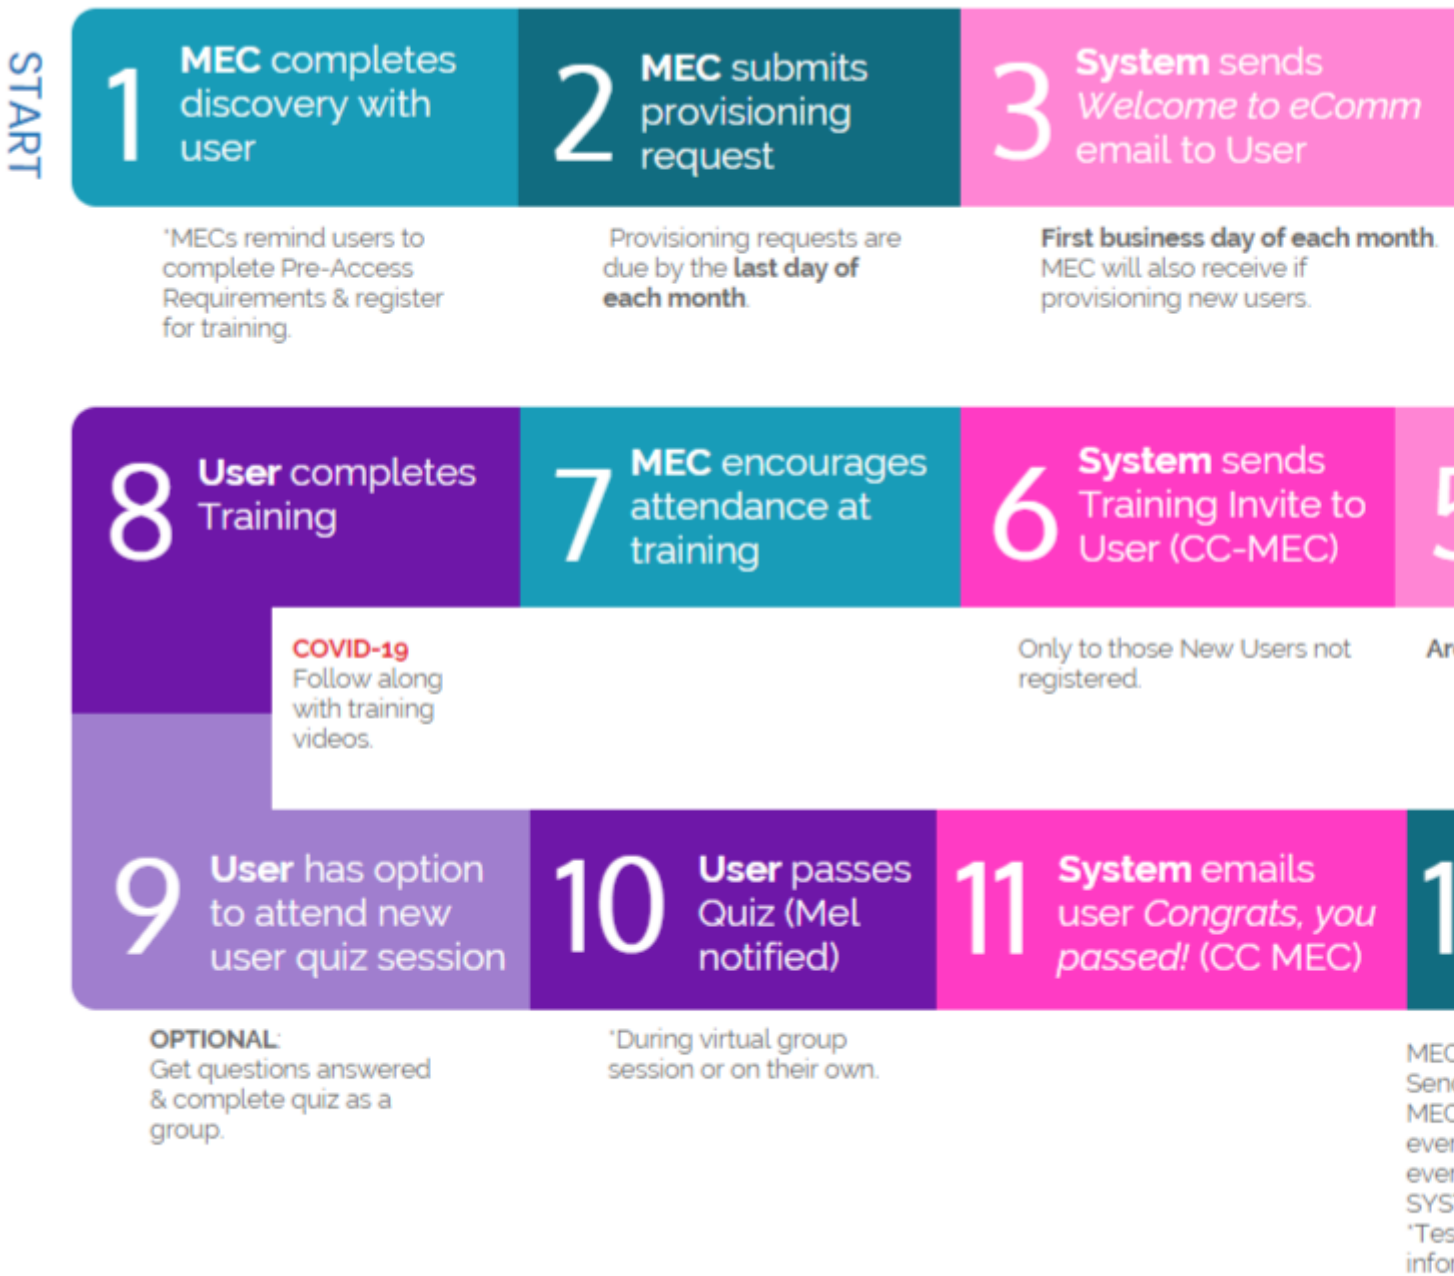 START
1
MEC completes
discovery with
user
2
MEC submits
provisioning
request
3
System sends
Welcome to eComm
email to User
*MECs remind users to
complete Pre-Access
Requirements & register
for training.
Provisioning requests are
due by the last day of
each month.
First business day of each month.
MEC will also receive if
provisioning new users.
8
User completes
Training
7
MEC encourages
attendance at
training
6
System sends
Training Invite to
User (CC-MEC)
COVID-19
Follow along
with training
videos.
Only to those New Users not
registered.
9
User has option
to attend new
user quiz session
10
User passes
Quiz (Mel
notified)
11
System emails
user Congrats, you
passed! (CC MEC)
OPTIONAL:
Get questions answered
& complete quiz as a
group.
*During virtual group
session or on their own.